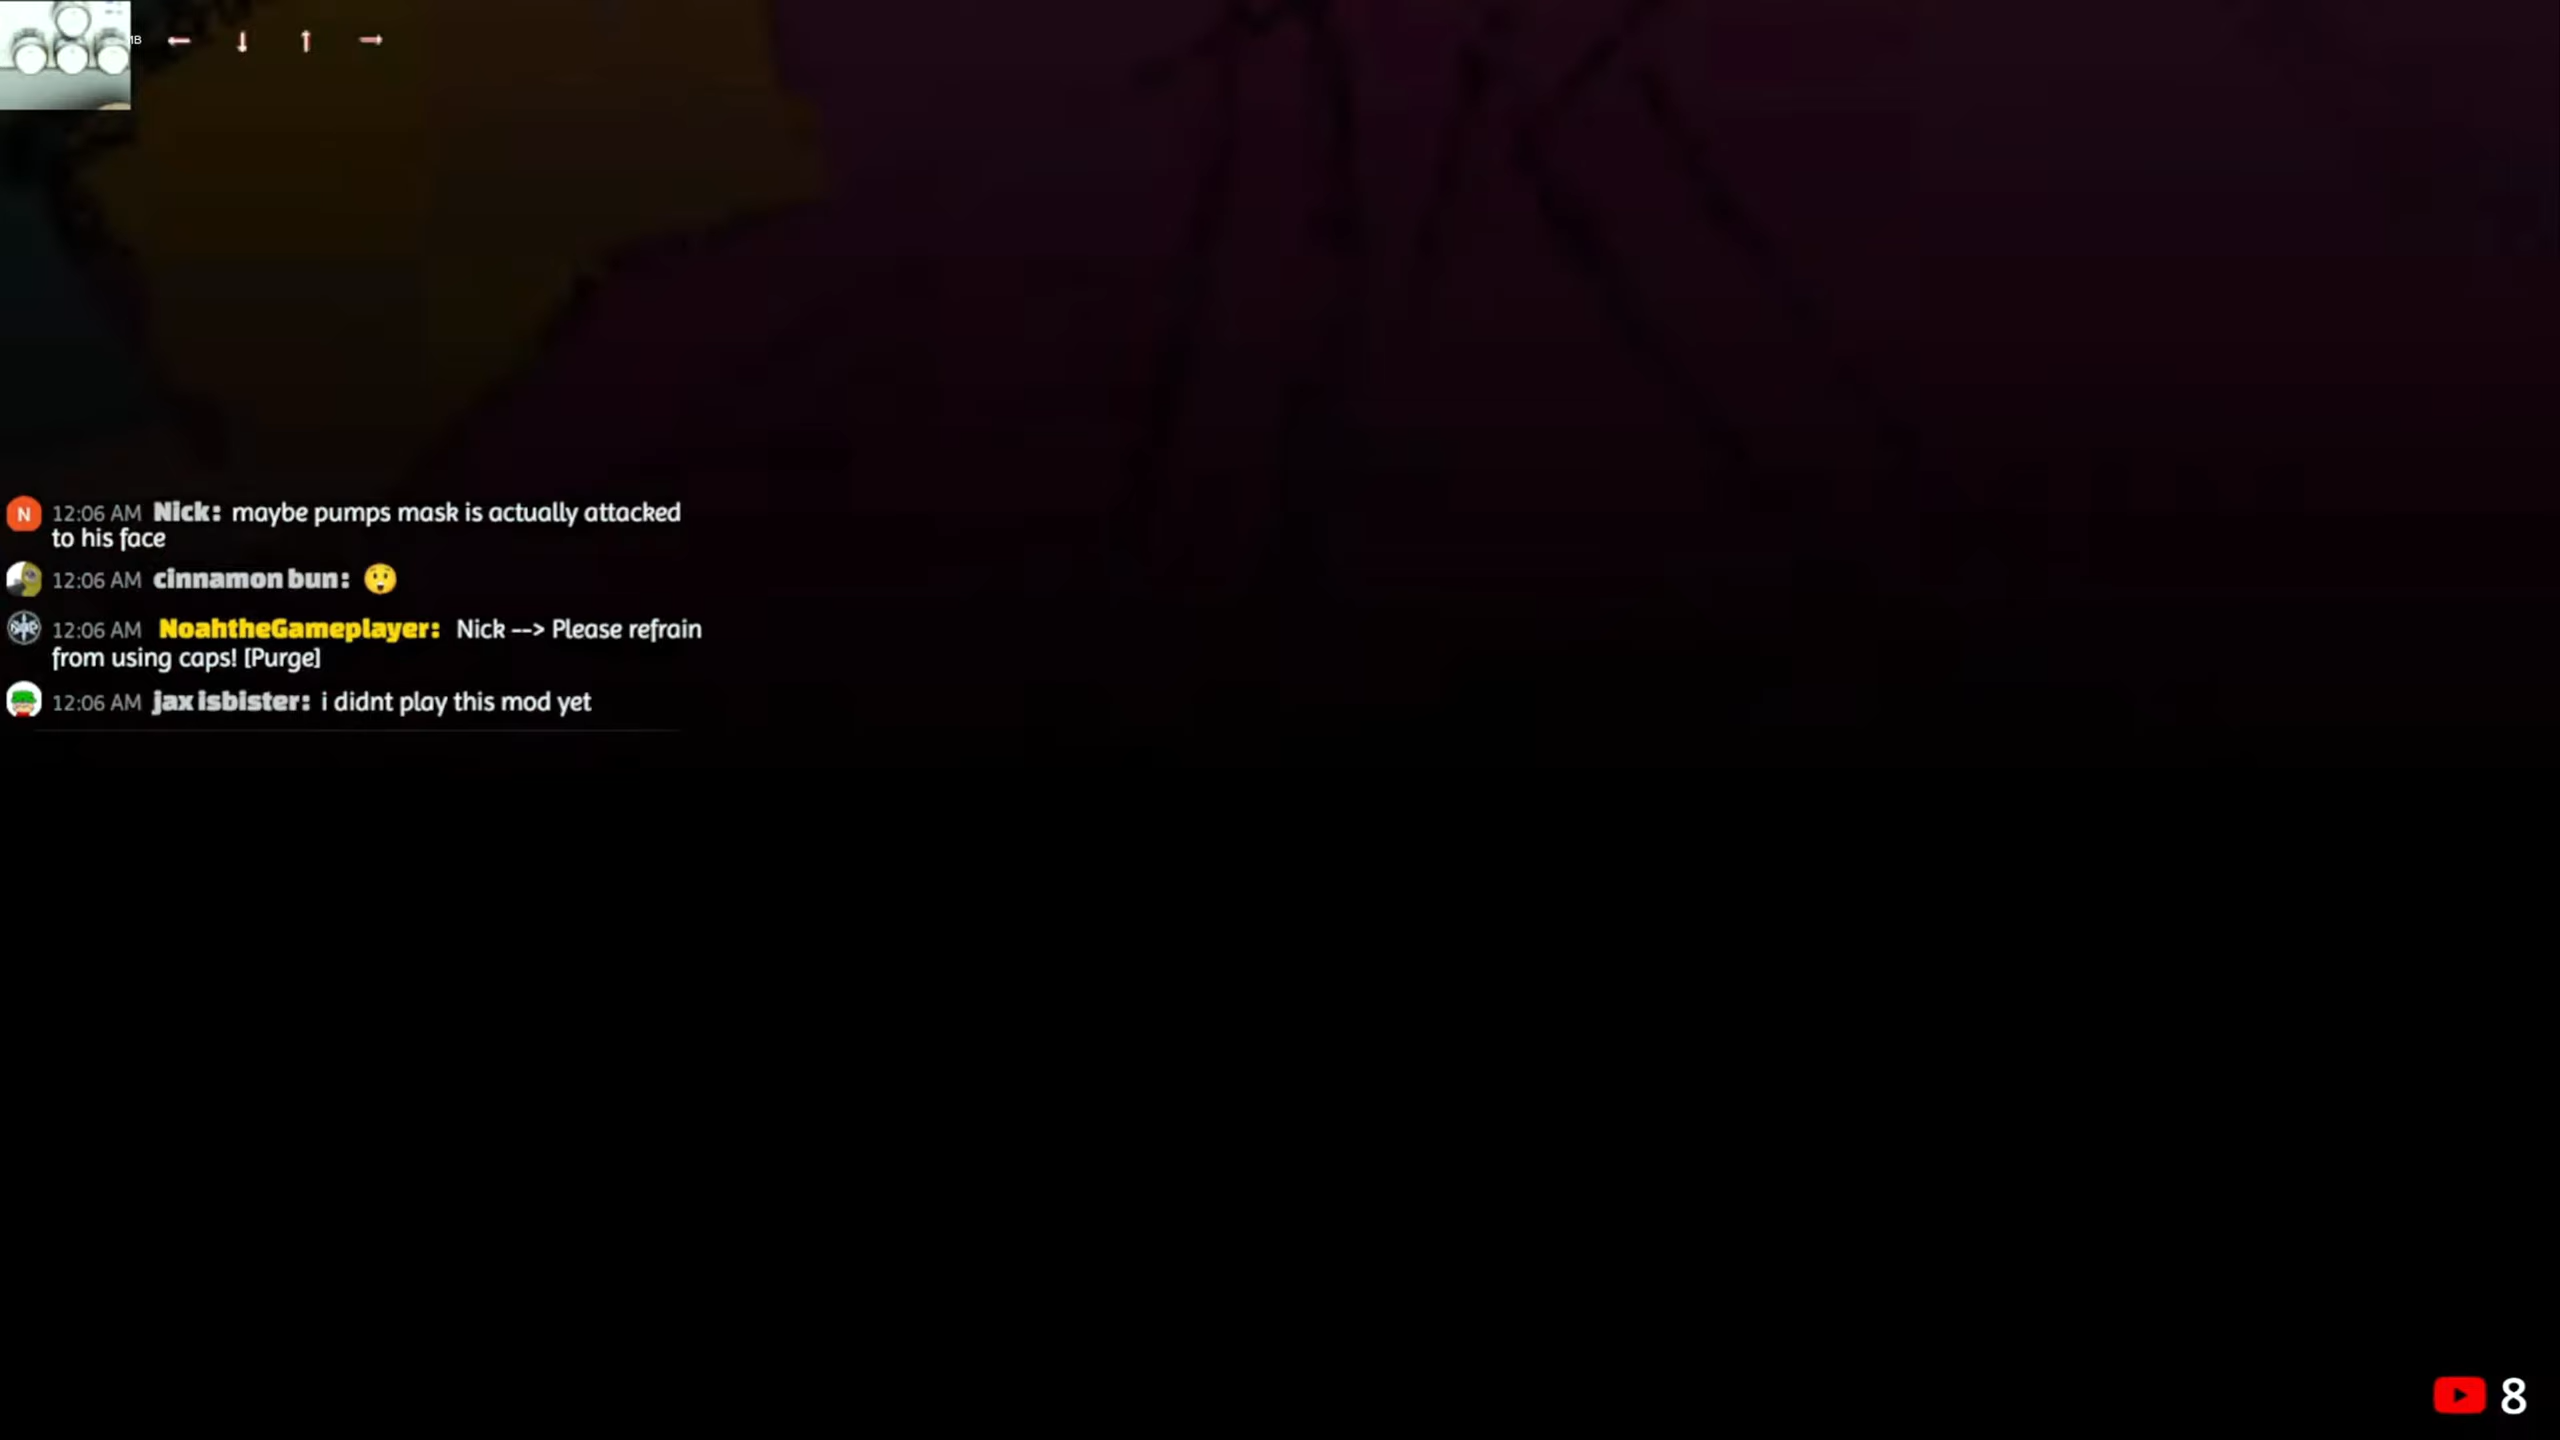 MB ← ↓ ↑ →
N 12:06 AM Nick: maybe pumps mask is actually attacked
to his face
12:06 AM cinnamon bun: 😲
12:06 AM NoahtheGameplayer: Nick --> Please refrain
from using caps! [Purge]
12:06 AM jax isbister: i didnt play this mod yet
8